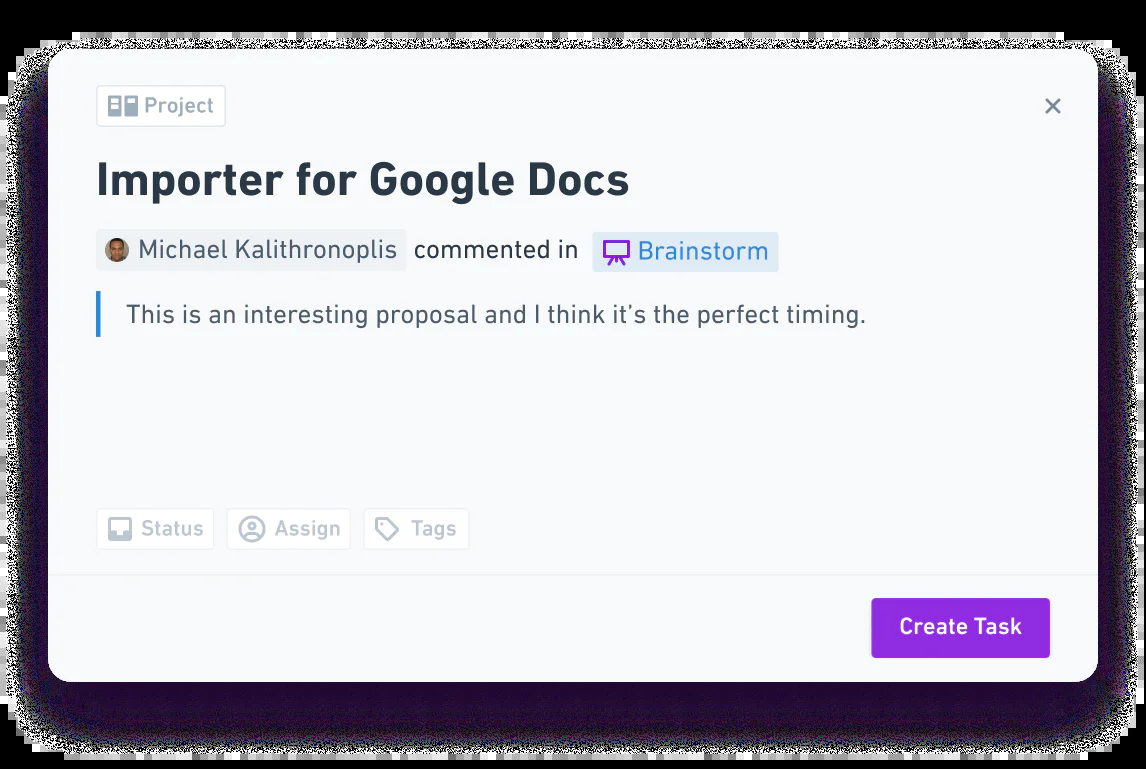 Project
Importer for Google Docs
Michael Kalithronoplis commented in Brainstorm
This is an interesting proposal and I think it’s the perfect timing.
Status Assign Tags
Create Task